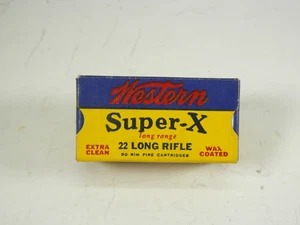 Western
Super-X
long range
EXTRA CLEAN
22 LONG RIFLE
WAX COATED
50 RIM FIRE CARTRIDGES